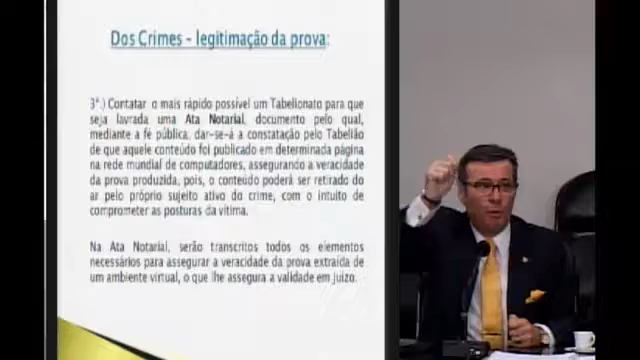 Dos Crimes - legitimação da prova:
3ª.) Contatar o mais rápido possível um Tabelionato para que
seja lavrada uma Ata Notarial, documento pelo qual,
mediante a fé pública, dar-se-á a constatação pelo Tabelião
de que aquele conteúdo foi publicado em determinada página
na rede mundial de computadores, assegurando a veracidade
da prova produzida, pois, o conteúdo poderá ser retirado do
ar pelo próprio sujeito ativo do crime, com o intuito de
comprometer as posturas da vítima.
Na Ata Notarial, serão transcritos todos os elementos
necessários para assegurar a veracidade da prova extraída de
um ambiente virtual, o que lhe assegura a validade em juízo.